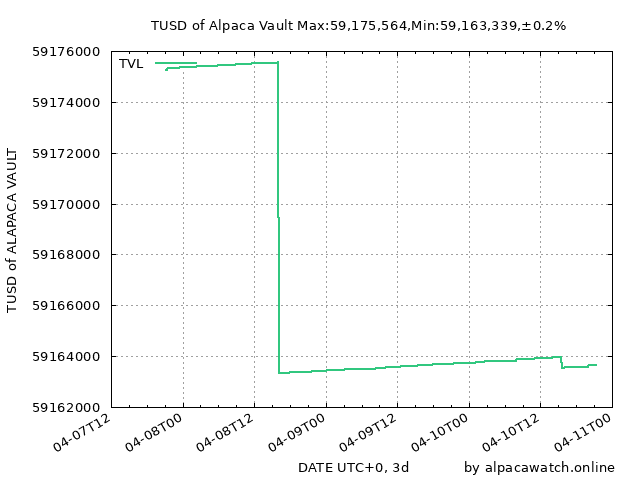 TUSD of Alpaca Vault Max:59,175,564,Min:59,163,339,±0.2%
59176000
TVL
59174000
59172000
59170000
59168000
59166000
59164000
59162000
TUSD of ALAPACA VAULT
04-07T12
04-08T00
04-08T12
04-09T00
04-09T12
04-10T00
04-10T12
04-11T00
DATE UTC+0, 3d
by alpacawatch.online